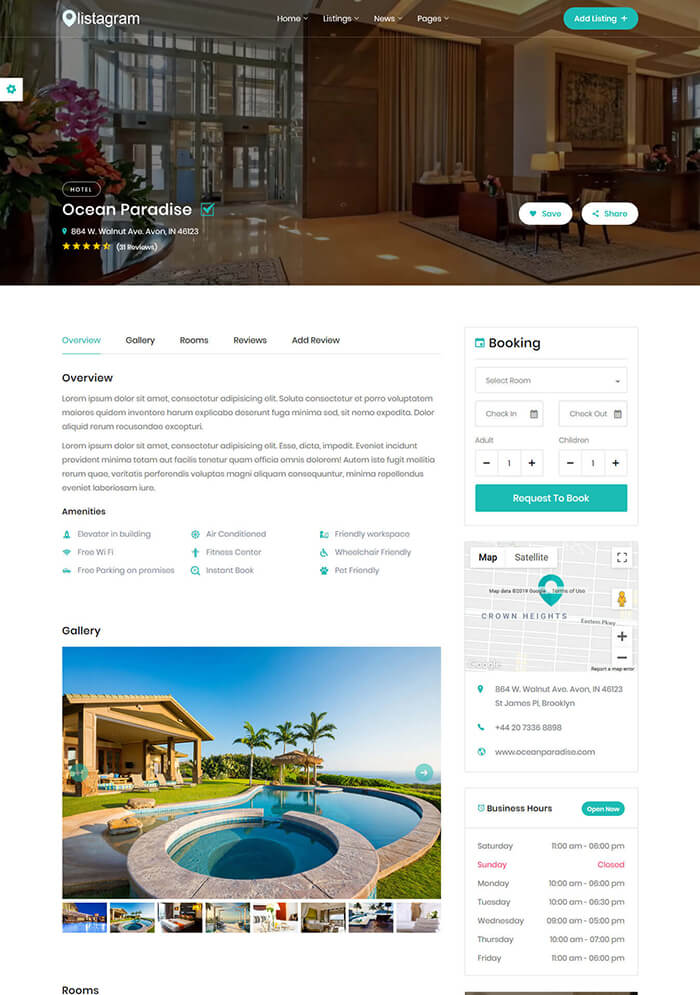 listagram
Home Listings News Pages
Add Listing +
HOTEL
Ocean Paradise
864 W. Walnut Ave. Avon, IN 46123
(31 Reviews)
Save
Share
Overview Gallery Rooms Reviews Add Review
Overview
Lorem ipsum dolor sit amet, consectetur adipisicing elit. Soluta consectetur et porro voluptatem
maiores quidem inventore harum explicabo deserunt fuga minima sed, sit nemo expedita. Dolor
aliquid rerum recusandae excepturi.
Lorem ipsum dolor sit amet, consectetur adipisicing elit. Esse, dicta, impedit. Eveniet incidunt
provident minima totam aut facilis tenetur quam officia omnis dolorem! Autem iste fugit mollitia
rerum quae, veritatis perferendis voluptas magni aliquam consequuntur, minima repellendus
eveniet laboriosam iure.
Amenities
Elevator in building Air Conditioned Friendly workspace
Free Wi Fi Fitness Center Wheelchair Friendly
Free Parking on premises Instant Book Pet Friendly
Gallery
Rooms
Booking
Select Room
Check In Check Out
Adult Children
− 1 + − 1 +
Request To Book
Map Satellite
Map data ©2019 Google Terms of Use
CROWN HEIGHTS
Eastern Pkwy
+
−
Google
Report a map error
864 W. Walnut Ave. Avon, IN 46123
St James Pl, Brooklyn
+44 20 7336 8898
www.oceanparadise.com
Business Hours Open Now
Saturday 11:00 am - 06:00 pm
Sunday Closed
Monday 10:00 am - 06:00 pm
Tuesday 10:00 am - 06:30 pm
Wednesday 09:00 am - 05:00 pm
Thursday 10:00 am - 07:00 pm
Friday 11:00 am - 06:00 pm